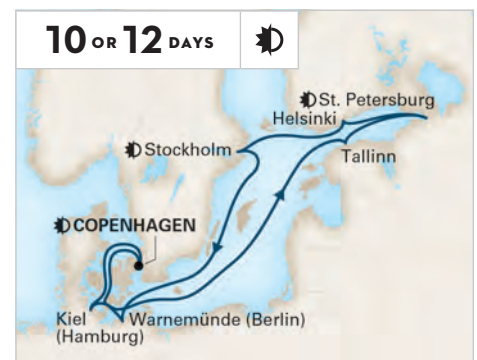 10 OR 12 DAYS
St. Petersburg
Helsinki
Stockholm
Tallinn
COPENHAGEN
Kiel
(Hamburg)
Warnemünde (Berlin)